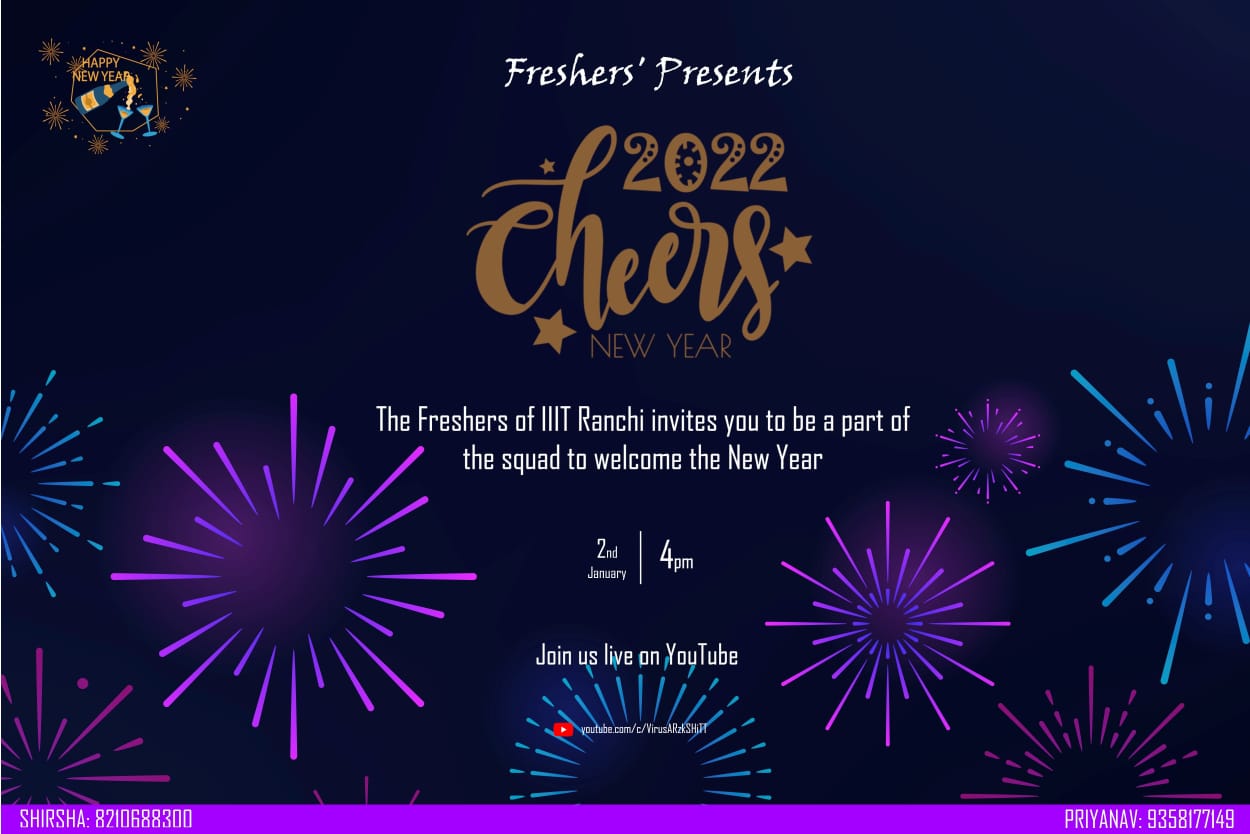 HAPPY
NEW YEAR
Freshers' Presents
2022
Cheers
NEW YEAR
The Freshers of IIIT Ranchi invites you to be a part of
the squad to welcome the New Year
2nd
January
4pm
Join us live on YouTube
youtube.com/c/VirusARzkSHiTT
SHIRSHA: 8210688300
PRIYANAV: 9358177149